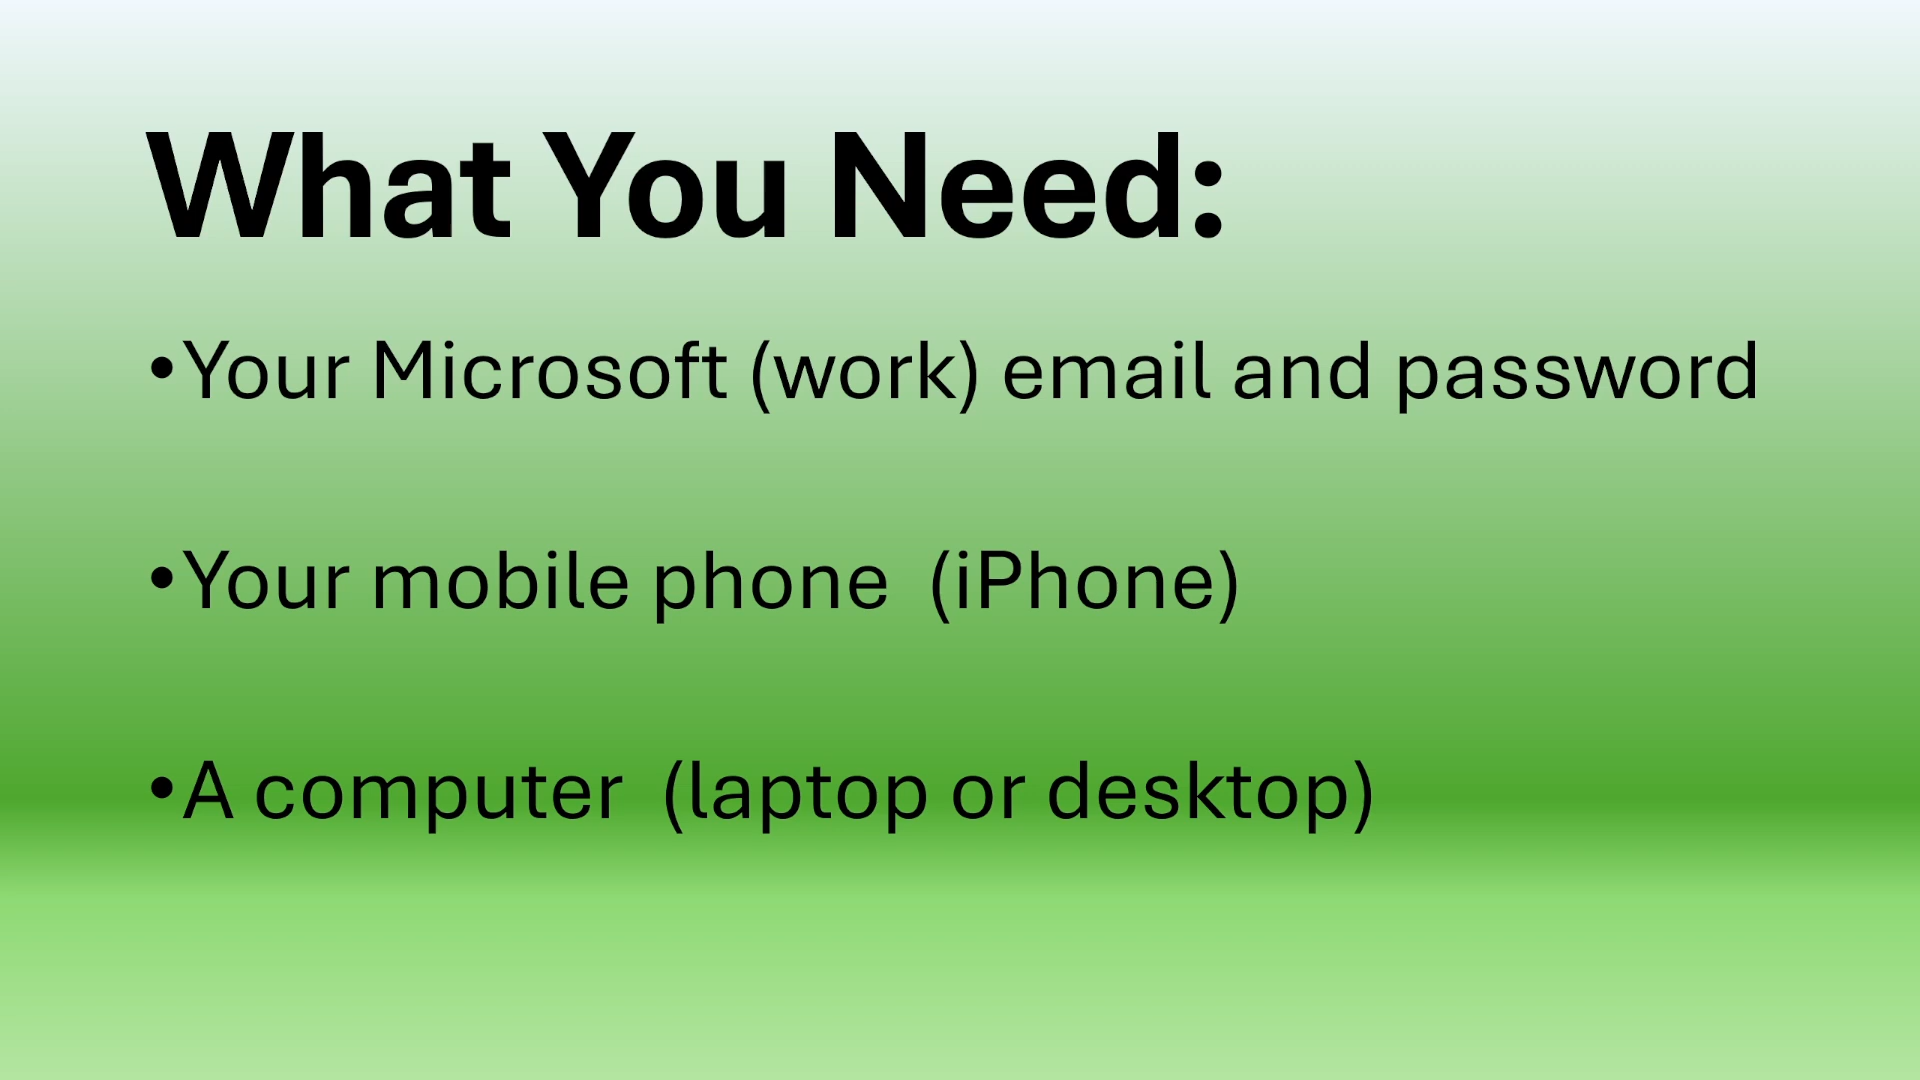 What You Need:
•Your Microsoft (work) email and password
•Your mobile phone  (iPhone)
•A computer  (laptop or desktop)